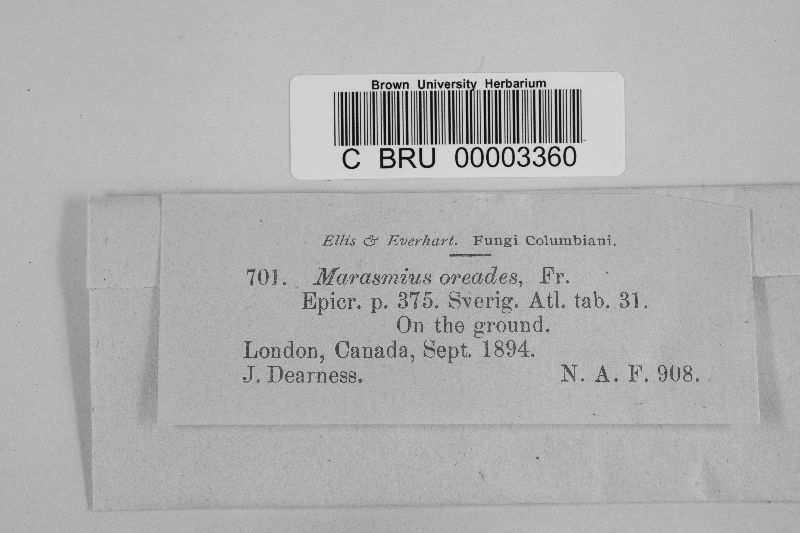 Brown University Herbarium
C BRU 00003360
Ellis & Everhart. Fungi Columbiani.
701. Marasmius oreades, Fr.
Epicr. p. 375. Sverig. Atl. tab. 31.
On the ground.
London, Canada, Sept. 1894.
J. Dearness. N. A. F. 908.